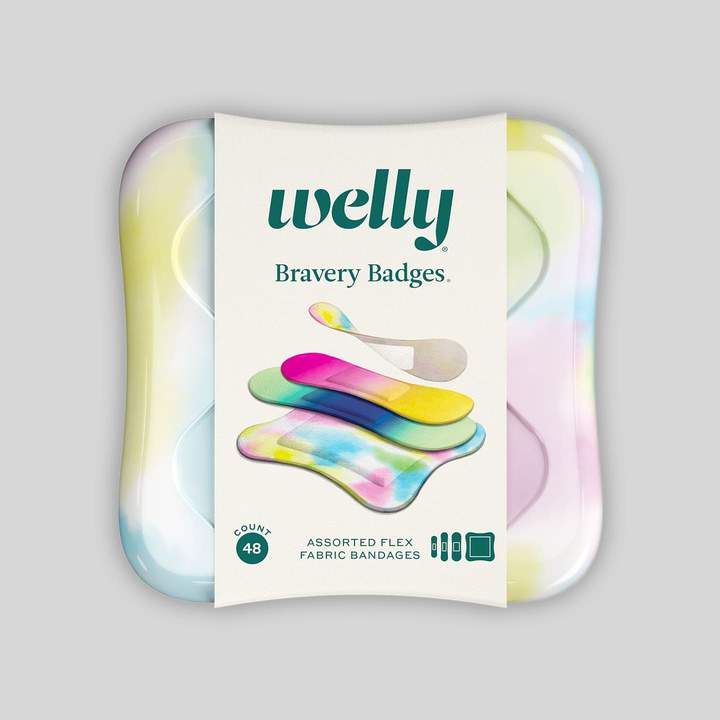 welly®
Bravery Badges®
COUNT
48
ASSORTED FLEX
FABRIC BANDAGES